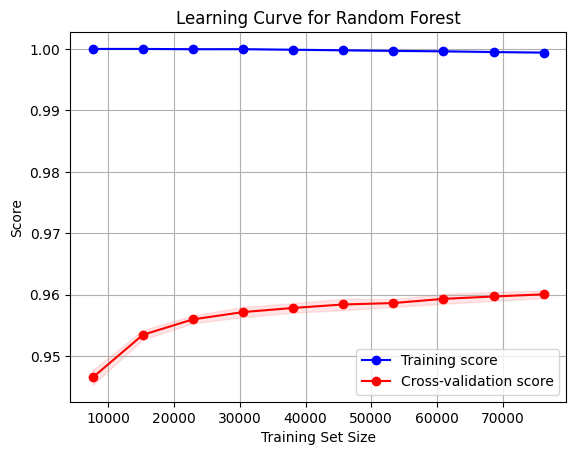 Learning Curve for Random Forest
1.00
0.99
0.98
0.97
0.96
0.95
Score
10000 20000 30000 40000 50000 60000 70000
Training Set Size
Training score
Cross-validation score